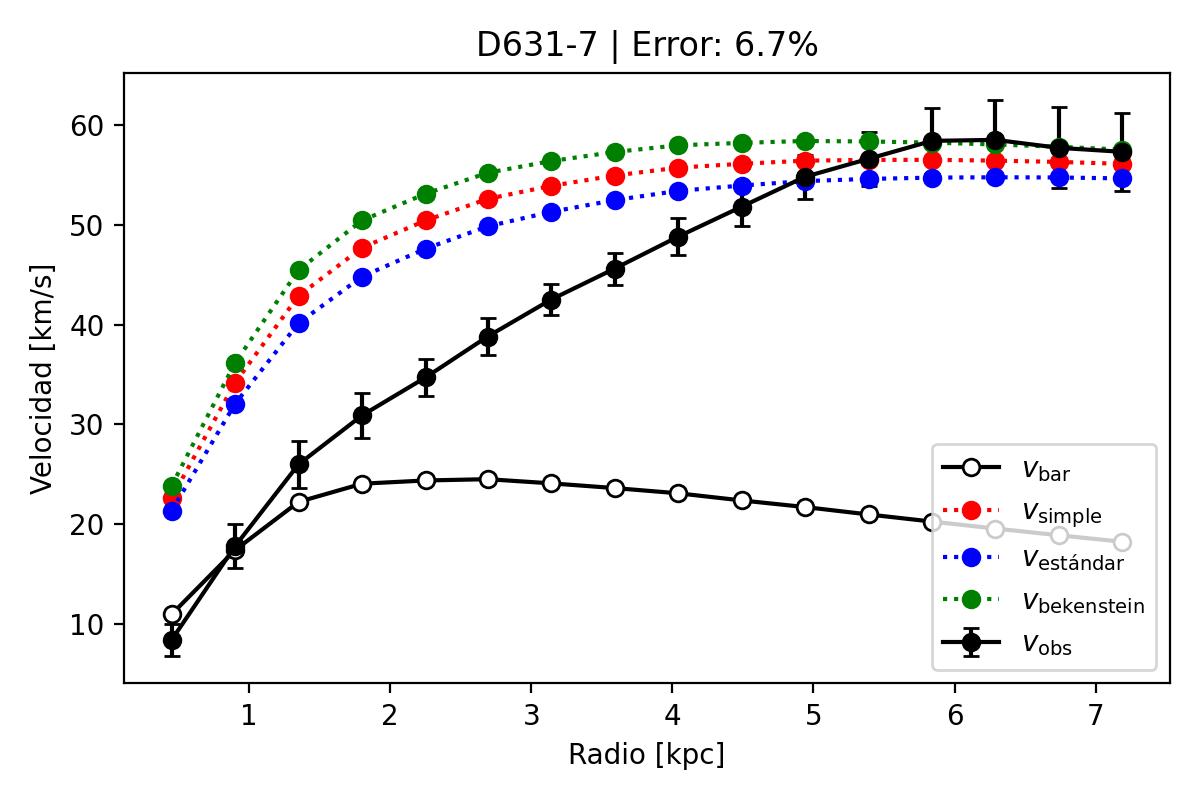 D631-7 | Error: 6.7%
Velocidad [km/s]
60
50
40
30
20
10
v_bar
v_simple
v_estándar
v_bekenstein
v_obs
1 2 3 4 5 6 7
Radio [kpc]